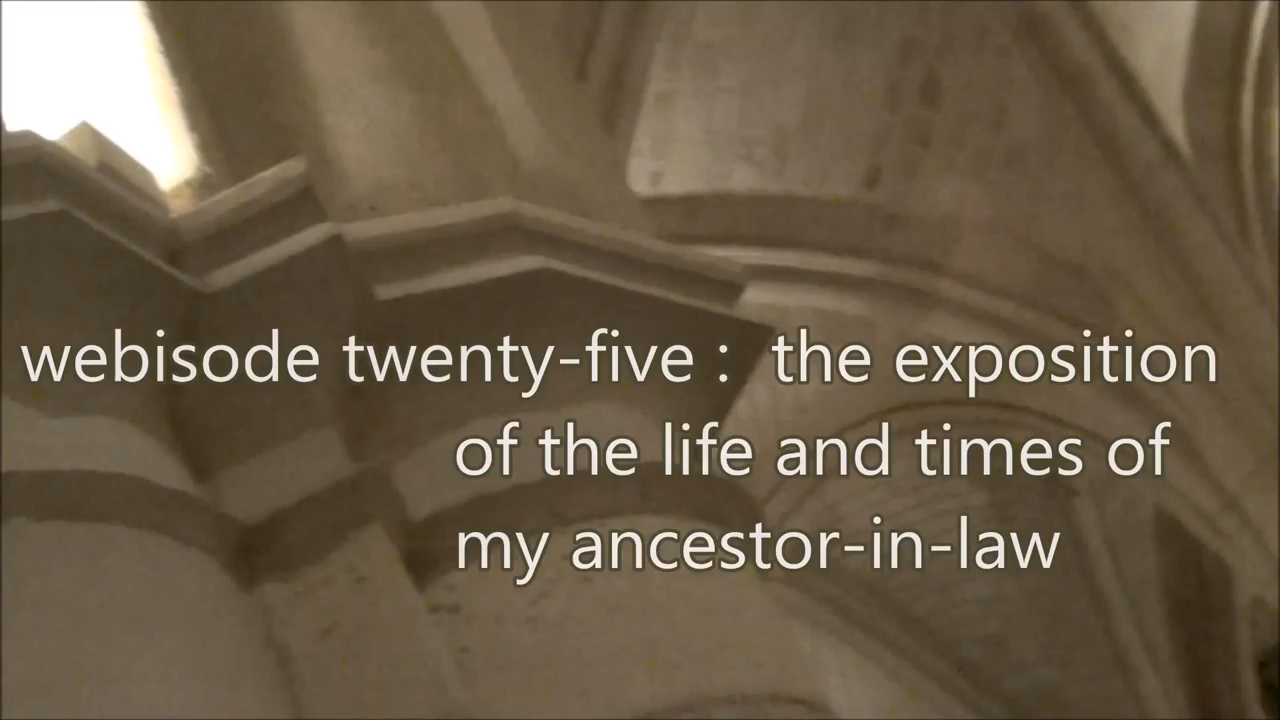 webisode twenty-five :  the exposition
of the life and times of
my ancestor-in-law